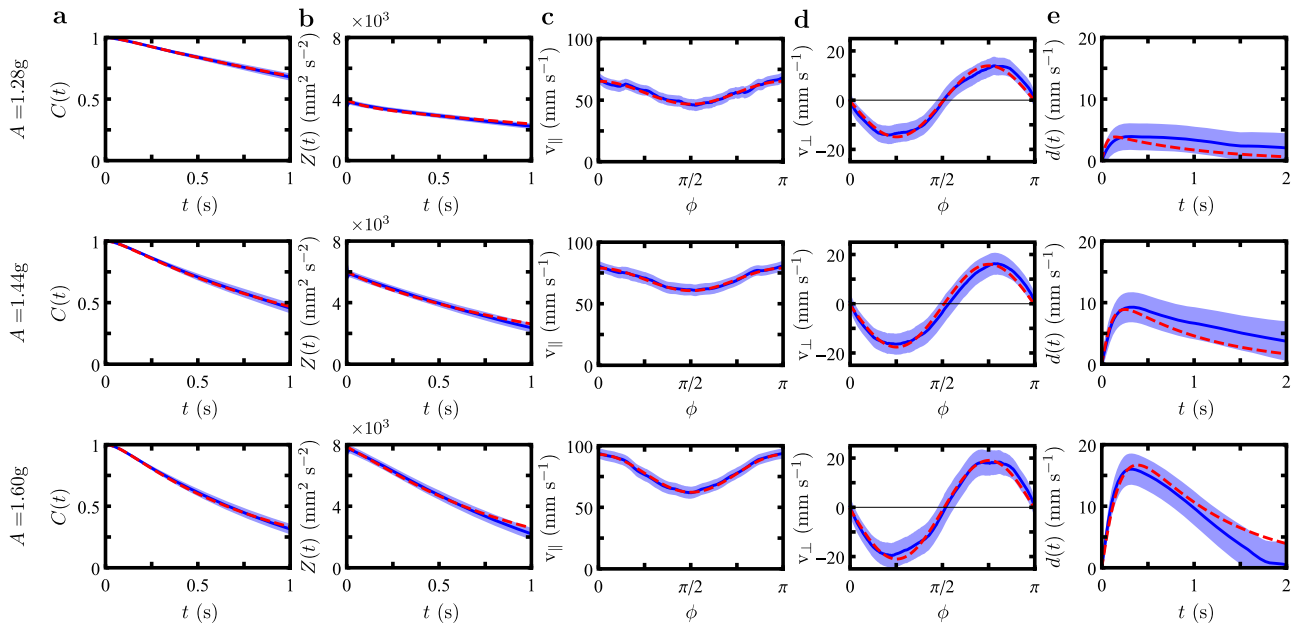 a b c d e
×10³
A = 1.28g
C(t)
1
0.5
0
0 0.5 1
t (s)
Z(t) (mm² s⁻²)
8
4
0
0 0.5 1
t (s)
v∥ (mm s⁻¹)
100
50
0
0 π/2 π
ϕ
v⊥ (mm s⁻¹)
20
0
−20
0 π/2 π
ϕ
d(t) (mm s⁻¹)
20
10
0
0 1 2
t (s)
×10³
A = 1.44g
C(t)
1
0.5
0
0 0.5 1
t (s)
Z(t) (mm² s⁻²)
8
4
0
0 0.5 1
t (s)
v∥ (mm s⁻¹)
100
50
0
0 π/2 π
ϕ
v⊥ (mm s⁻¹)
20
0
−20
0 π/2 π
ϕ
d(t) (mm s⁻¹)
20
10
0
0 1 2
t (s)
×10³
A = 1.60g
C(t)
1
0.5
0
0 0.5 1
t (s)
Z(t) (mm² s⁻²)
8
4
0
0 0.5 1
t (s)
v∥ (mm s⁻¹)
100
50
0
0 π/2 π
ϕ
v⊥ (mm s⁻¹)
20
0
−20
0 π/2 π
ϕ
d(t) (mm s⁻¹)
20
10
0
0 1 2
t (s)